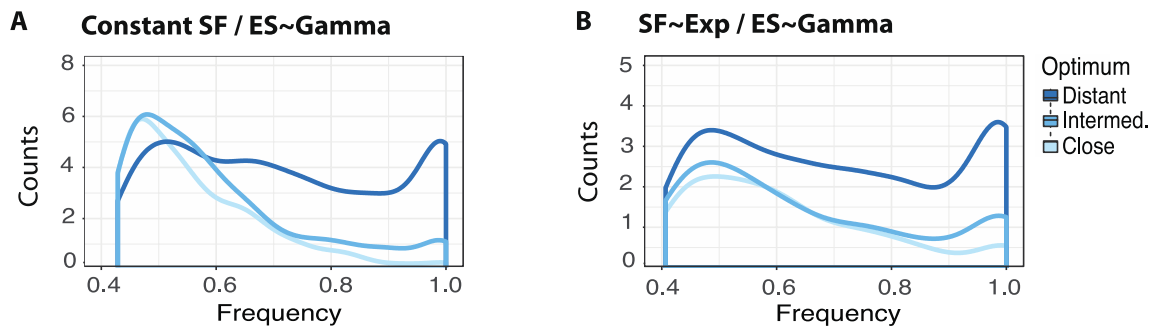 A Constant SF / ES~Gamma
8
6
4
2
0
Counts
0.4 0.6 0.8 1.0
Frequency
B SF~Exp / ES~Gamma
5
4
3
2
1
0
Counts
0.4 0.6 0.8 1.0
Frequency
Optimum
Distant
Intermed.
Close